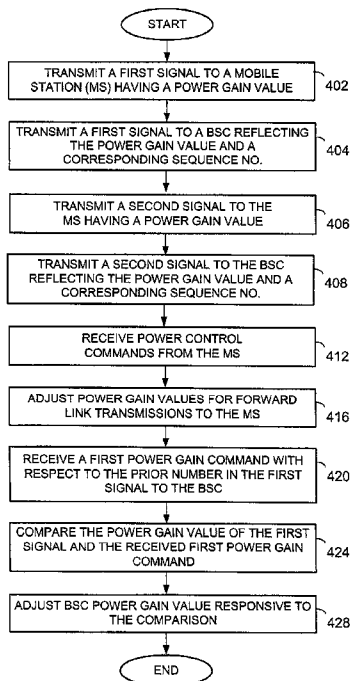 START
TRANSMIT A FIRST SIGNAL TO A MOBILE
STATION (MS) HAVING A POWER GAIN VALUE
402
TRANSMIT A FIRST SIGNAL TO A BSC REFLECTING
THE POWER GAIN VALUE AND A
CORRESPONDING SEQUENCE NO.
404
TRANSMIT A SECOND SIGNAL TO THE
MS HAVING A POWER GAIN VALUE
406
TRANSMIT A SECOND SIGNAL TO THE BSC
REFLECTING THE POWER GAIN VALUE AND A
CORRESPONDING SEQUENCE NO.
408
RECEIVE POWER CONTROL
COMMANDS FROM THE MS
412
ADJUST POWER GAIN VALUES FOR FORWARD
LINK TRANSMISSIONS TO THE MS
416
RECEIVE A FIRST POWER GAIN COMMAND WITH
RESPECT TO THE PRIOR NUMBER IN THE FIRST
SIGNAL TO THE BSC
420
COMPARE THE POWER GAIN VALUE OF THE FIRST
SIGNAL AND THE RECEIVED FIRST POWER GAIN
COMMAND
424
ADJUST BSC POWER GAIN VALUE RESPONSIVE TO
THE COMPARISON
428
END